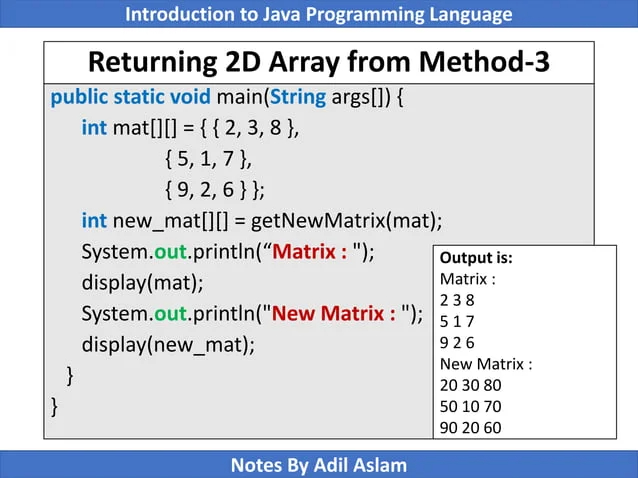 Introduction to Java Programming Language
Returning 2D Array from Method-3
public static void main(String args[]) {
int mat[][] = { { 2, 3, 8 },
{ 5, 1, 7 },
{ 9, 2, 6 } };
int new_mat[][] = getNewMatrix(mat);
System.out.println(“Matrix : ");
display(mat);
System.out.println("New Matrix : ");
display(new_mat);
}
}
Output is:
Matrix :
2 3 8
5 1 7
9 2 6
New Matrix :
20 30 80
50 10 70
90 20 60
Notes By Adil Aslam